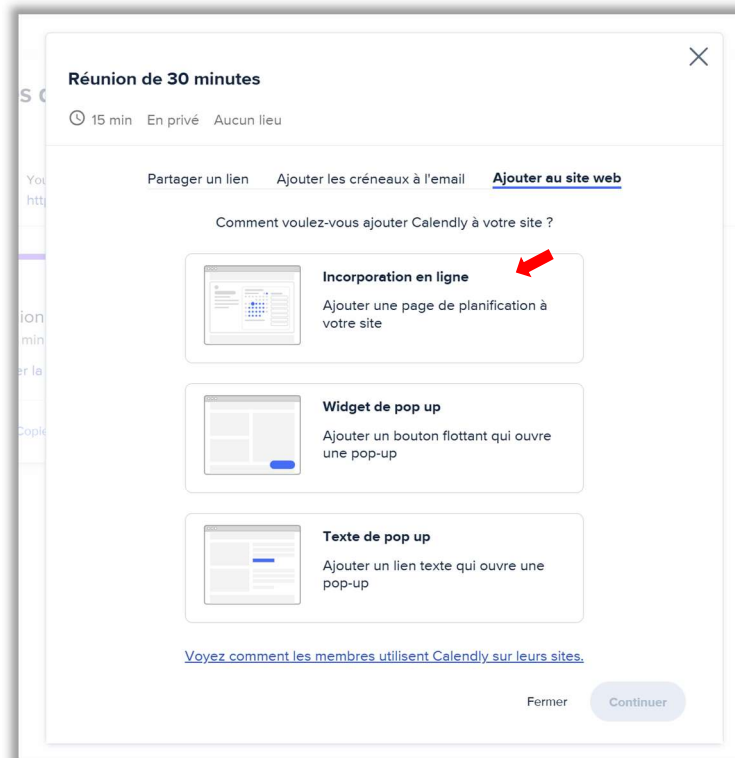 Réunion de 30 minutes
15 min En privé Aucun lieu
Partager un lien Ajouter les créneaux à l'email Ajouter au site web
Comment voulez-vous ajouter Calendly à votre site ?
Incorporation en ligne
Ajouter une page de planification à
votre site
Widget de pop up
Ajouter un bouton flottant qui ouvre
une pop-up
Texte de pop up
Ajouter un lien texte qui ouvre une
pop-up
Voyez comment les membres utilisent Calendly sur leurs sites.
Fermer Continuer